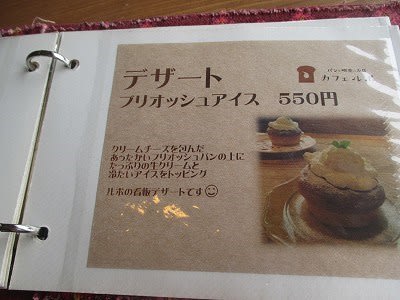 デザート
ブリオッシュアイス 550円
カフェルポ
クリームチーズを包んだ
あったかいブリオッシュパンの上に
たっぷりの生クリームと
冷たいアイスをトッピング
ルポの看板デザートです